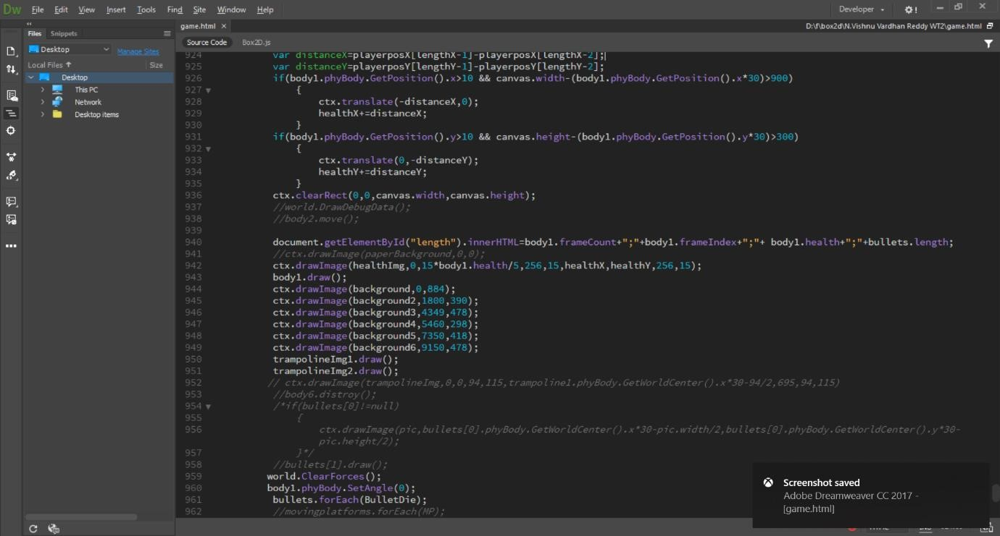 Dw File Edit View Insert Tools Find Site Window Help Developer
game.html × D:\f\box2d\N.Vishnu Vardhan Reddy WT2\game.html
Files Snippets
Source Code Box2D.js
Desktop Manage Sites
Local Files Size
Desktop
This PC
Network
Desktop items
924 var distanceX=playerposX[lengthX-1]-playerposX[lengthX-2];
925 var distanceY=playerposY[lengthY-1]-playerposY[lengthY-2];
926 if(body1.phyBody.GetPosition().x>10 && canvas.width-(body1.phyBody.GetPosition().x*30)>900)
927 {
928 ctx.translate(-distanceX,0);
929 healthX+=distanceX;
930 }
931 if(body1.phyBody.GetPosition().y>10 && canvas.height-(body1.phyBody.GetPosition().y*30)>300)
932 {
933 ctx.translate(0,-distanceY);
934 healthY+=distanceY;
935 }
936 ctx.clearRect(0,0,canvas.width,canvas.height);
937 //world.DrawDebugData();
938 //body2.move();
939
940 document.getElementById("length").innerHTML=body1.frameCount+";"+body1.frameIndex+";"+ body1.health+";"+bullets.length;
941 //ctx.drawImage(paperBackground,0,0);
942 ctx.drawImage(healthImg,0,15*body1.health/5,256,15,healthX,healthY,256,15);
943 body1.draw();
944 ctx.drawImage(background,0,884);
945 ctx.drawImage(background2,1800,390);
946 ctx.drawImage(background3,4349,478);
947 ctx.drawImage(background4,5460,298);
948 ctx.drawImage(background5,7350,418);
949 ctx.drawImage(background6,9150,478);
950 trampolineImg1.draw();
951 trampolineImg2.draw();
952 // ctx.drawImage(trampolineImg,0,0,94,115,trampoline1.phyBody.GetWorldCenter().x*30-94/2,695,94,115)
953 //body6.distroy();
954 /*if(bullets[0]!=null)
955 {
956 ctx.drawImage(pic,bullets[0].phyBody.GetWorldCenter().x*30-pic.width/2,bullets[0].phyBody.GetWorldCenter().y*30-
pic.height/2);
957 }*/
958 //bullets[1].draw();
959 world.ClearForces();
960 body1.phyBody.SetAngle(0);
961 bullets.forEach(BulletDie);
962 //movingplatforms.forEach(MP);
Screenshot saved
Adobe Dreamweaver CC 2017 -
[game.html]